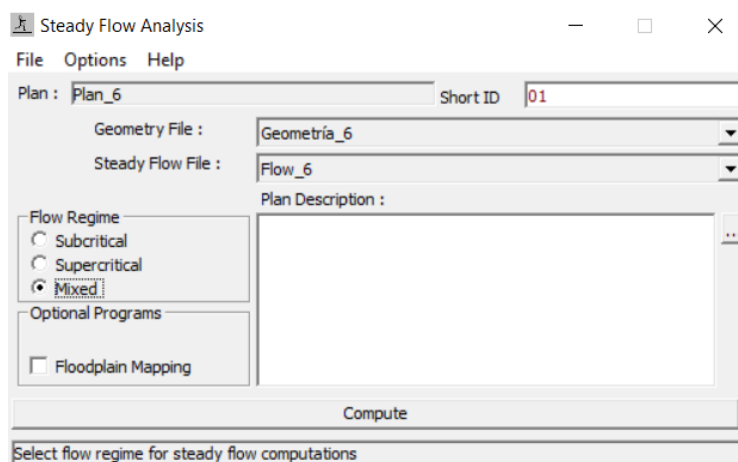 Steady Flow Analysis
File Options Help
Plan : Plan_6 Short ID 01
Geometry File : Geometría_6
Steady Flow File : Flow_6
Plan Description :
Flow Regime
Subcritical
Supercritical
Mixed
...
Optional Programs
Floodplain Mapping
Compute
Select flow regime for steady flow computations